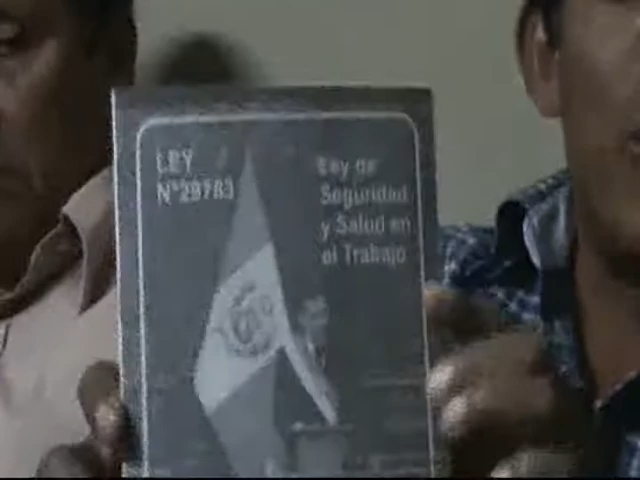 LEY
N°29783
Ley de
Seguridad
y Salud en
el Trabajo